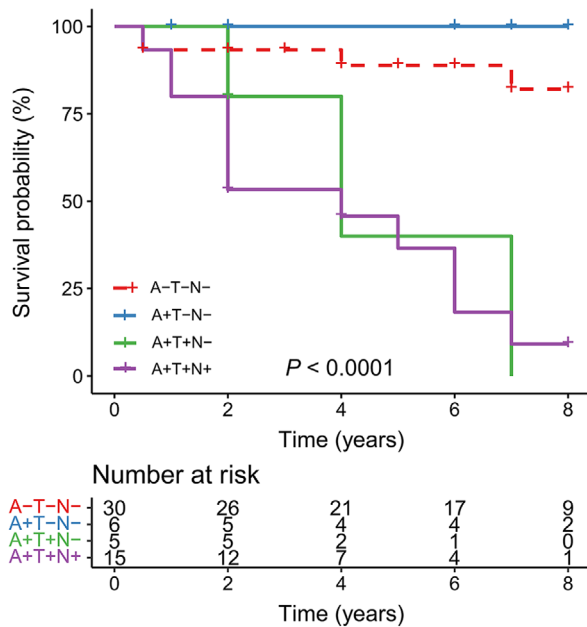 Survival probability (%)
100
75
50
25
0
A−T−N−
A+T−N−
A+T+N−
A+T+N+
P < 0.0001
0 2 4 6 8
Time (years)
Number at risk
A−T−N− 30 26 21 17 9
A+T−N− 6 5 4 4 2
A+T+N− 5 5 2 1 0
A+T+N+ 15 12 7 4 1
0 2 4 6 8
Time (years)